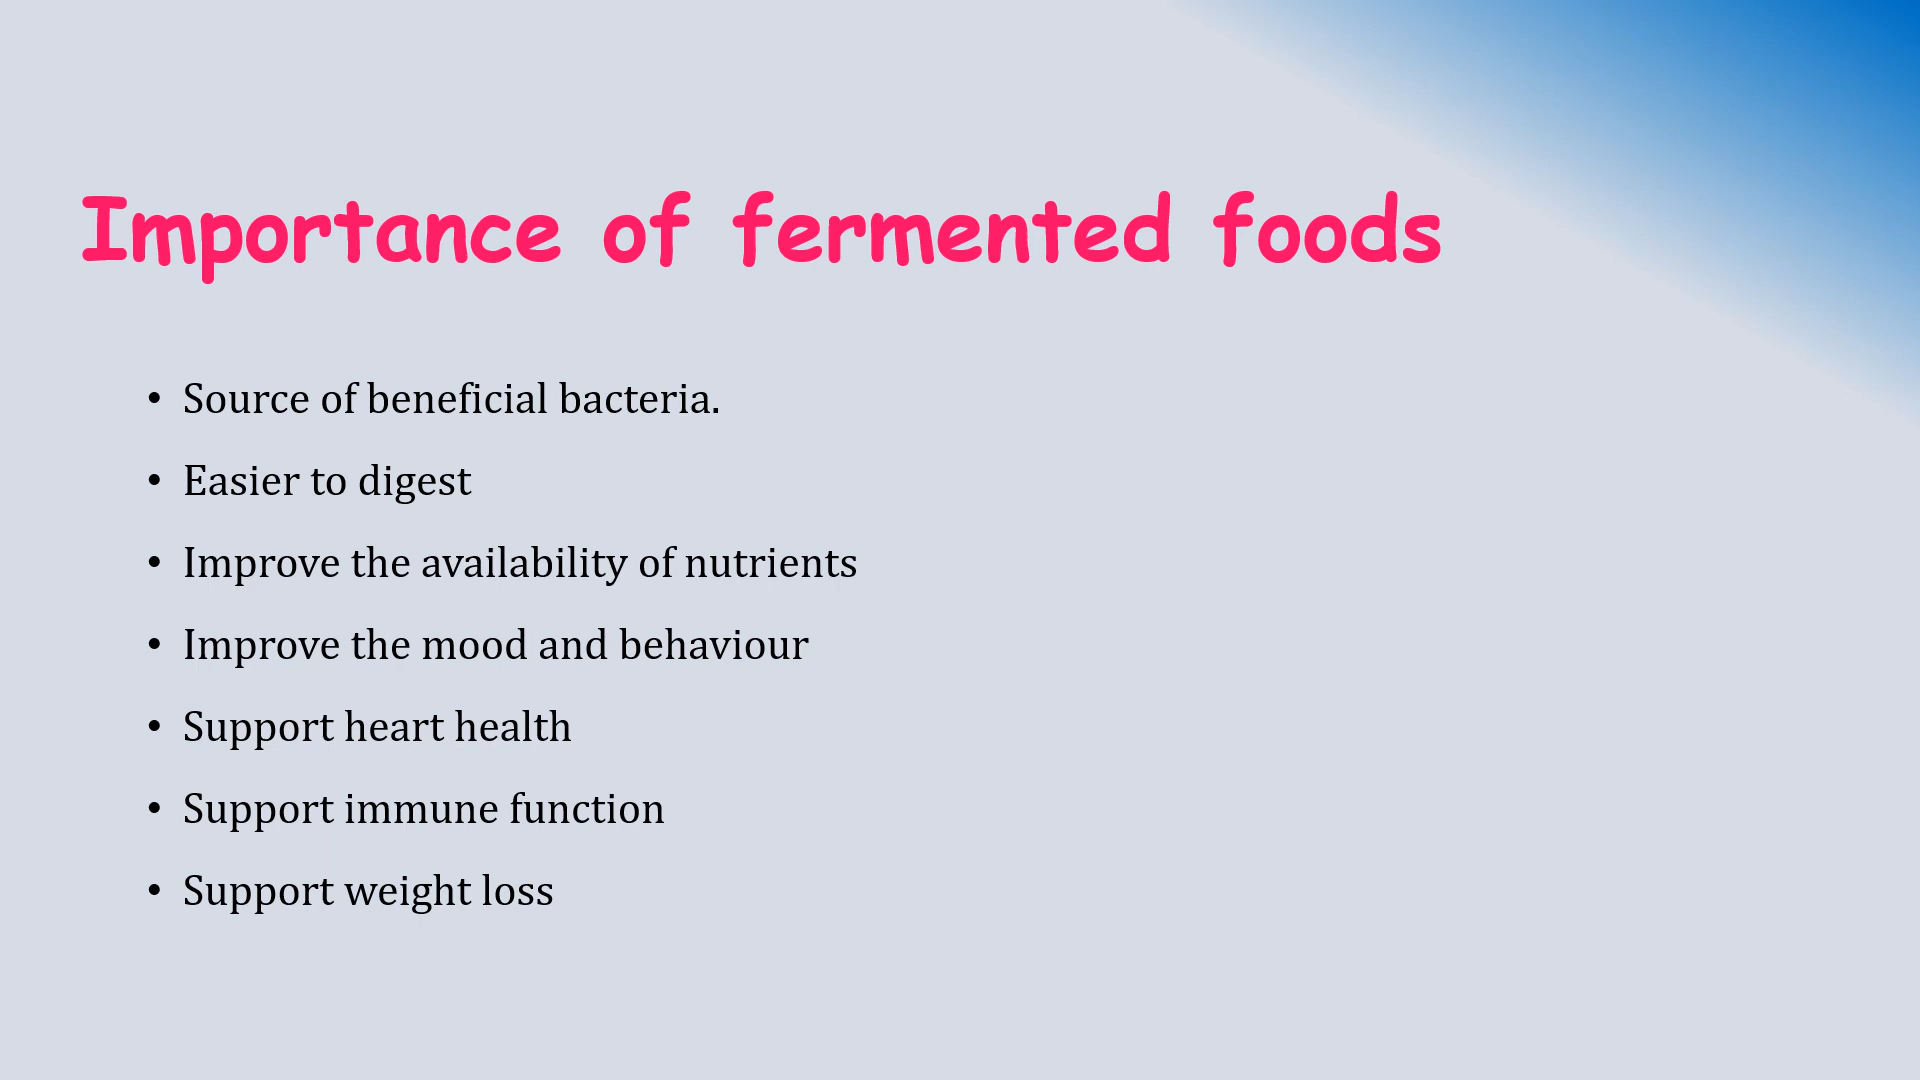 Importance of fermented foods
• Source of beneficial bacteria.
• Easier to digest
• Improve the availability of nutrients
• Improve the mood and behaviour
• Support heart health
• Support immune function
• Support weight loss